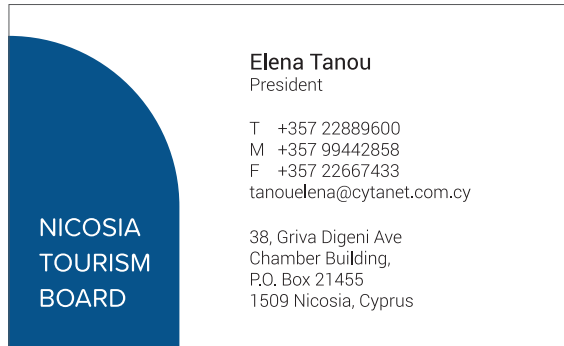 Elena Tanou
President
T +357 22889600
M +357 99442858
F +357 22667433
tanouelena@cytanet.com.cy
38, Griva Digeni Ave
Chamber Building,
P.O. Box 21455
1509 Nicosia, Cyprus
NICOSIA
TOURISM
BOARD